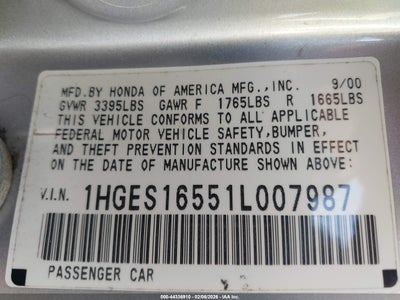 MFD.BY HONDA OF AMERICA MFG.,INC. 9/00
GVWR 3395LBS GAWR F 1765LBS R 1665LBS
THIS VEHICLE CONFORMS TO ALL APPLICABLE
FEDERAL MOTOR VEHICLE SAFETY,BUMPER,
AND THEFT PREVENTION STANDARDS IN EFFECT
ON THE DATE OF MANUFACTURE SHOWN ABOVE:
V.I.N. 1HGES16551L007987
PASSENGER CAR
000-44336910 - 02/04/2026 - IAA Inc.